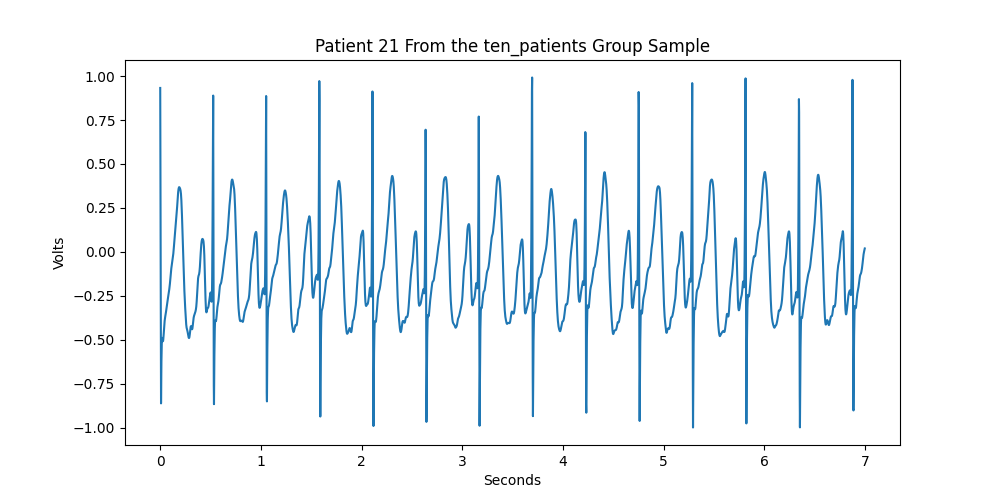 Patient 21 From the ten_patients Group Sample
1.00
0.75
0.50
0.25
0.00
−0.25
−0.50
−0.75
−1.00
Volts
0 1 2 3 4 5 6 7
Seconds